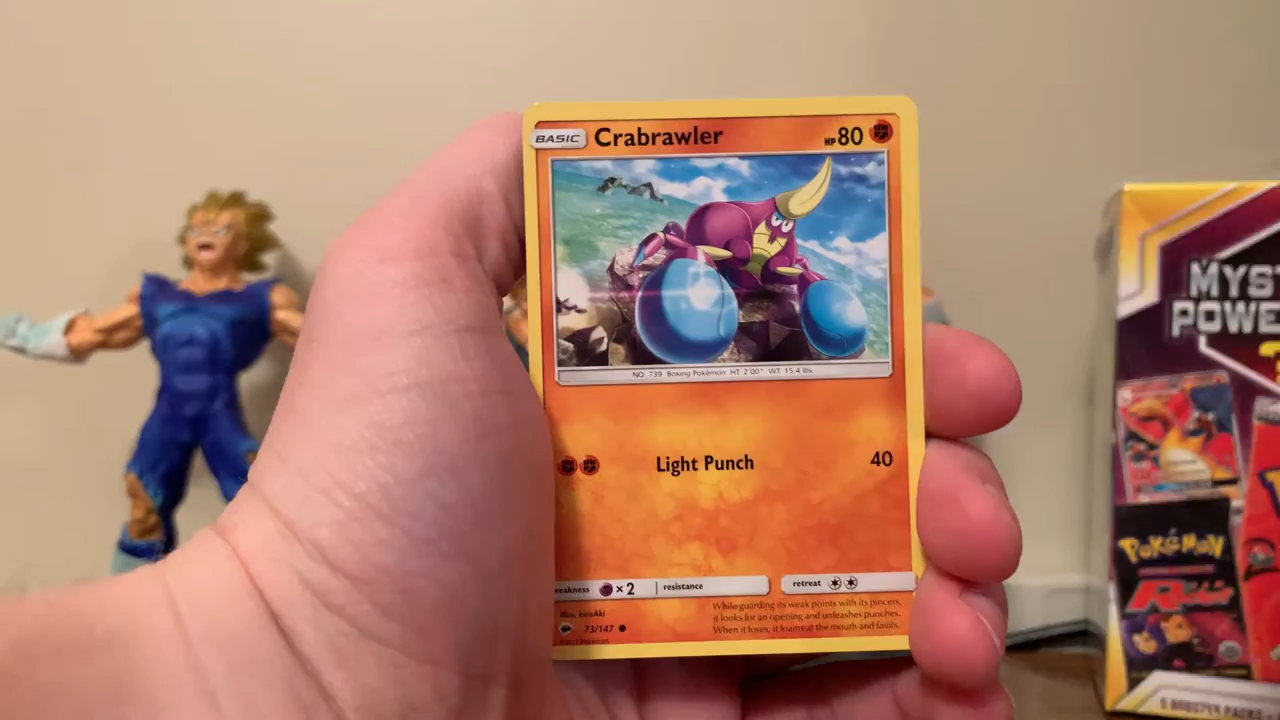 BASIC Crabrawler HP 80
NO. 739 Boxing Pokémon HT: 2'00" WT: 15.4 lbs.
Light Punch 40
weakness ×2 resistance retreat
Illus. kirisAki
73/147
While guarding its weak points with its pincers,
it looks for an opening and unleashes punches.
When it loses, it foams at the mouth and faints.
MYST
POWE
POKéMON